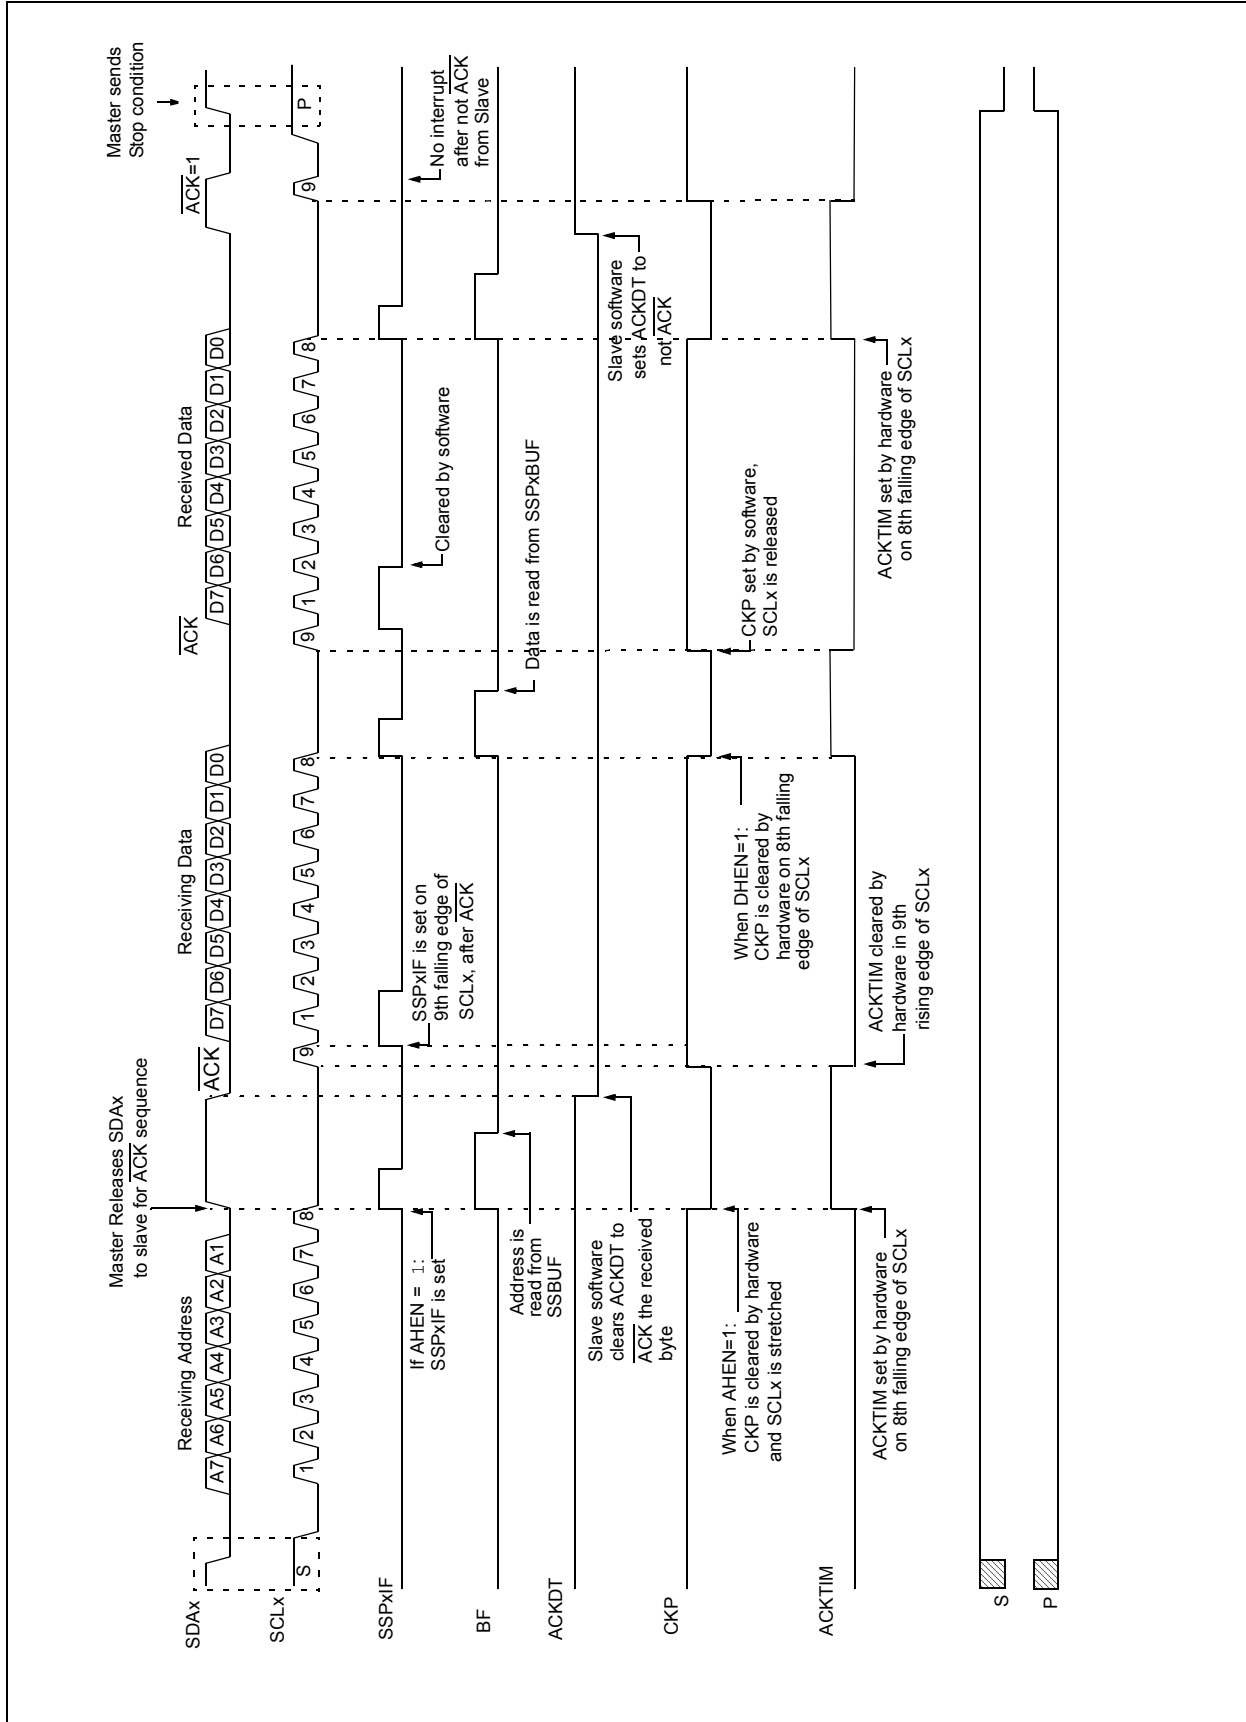 Master Releases SDAx
to slave for ACK sequence
Master sends
Stop condition
Receiving Address
Receiving Data
Received Data
ACK
ACK
ACK=1
SDAx
A7 A6 A5 A4 A3 A2 A1
D7 D6 D5 D4 D3 D2 D1 D0
D7 D6 D5 D4 D3 D2 D1 D0
SCLx
S
1 2 3 4 5 6 7 8
9
1 2 3 4 5 6 7 8
9
1 2 3 4 5 6 7 8
9
P
SSPxIF
If AHEN = 1:
SSPxIF is set
SSPxIF is set on
9th falling edge of
SCLx, after ACK
Cleared by software
No interrupt
after not ACK
from Slave
BF
Address is
read from
SSBUF
Data is read from SSPxBUF
ACKDT
Slave software
clears ACKDT to
ACK the received
byte
Slave software
sets ACKDT to
not ACK
CKP
When AHEN=1:
CKP is cleared by hardware
and SCLx is stretched
When DHEN=1:
CKP is cleared by
hardware on 8th falling
edge of SCLx
CKP set by software,
SCLx is released
ACKTIM
ACKTIM set by hardware
on 8th falling edge of SCLx
ACKTIM cleared by
hardware in 9th
rising edge of SCLx
ACKTIM set by hardware
on 8th falling edge of SCLx
S
P